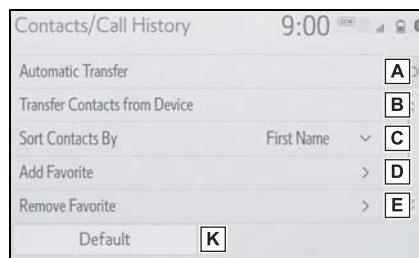 Contacts/Call History 9:00 DCM
Automatic Transfer A
Transfer Contacts from Device B
Sort Contacts By First Name C
Add Favorite > D
Remove Favorite > E
Default K